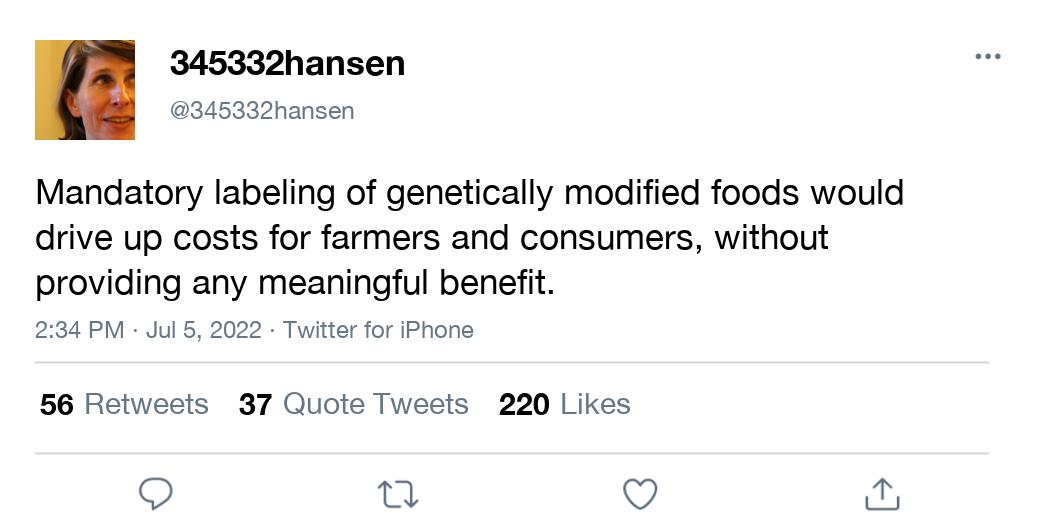 345332hansen
@345332hansen
Mandatory labeling of genetically modified foods would
drive up costs for farmers and consumers, without
providing any meaningful benefit.
2:34 PM · Jul 5, 2022 · Twitter for iPhone
56 Retweets 37 Quote Tweets 220 Likes